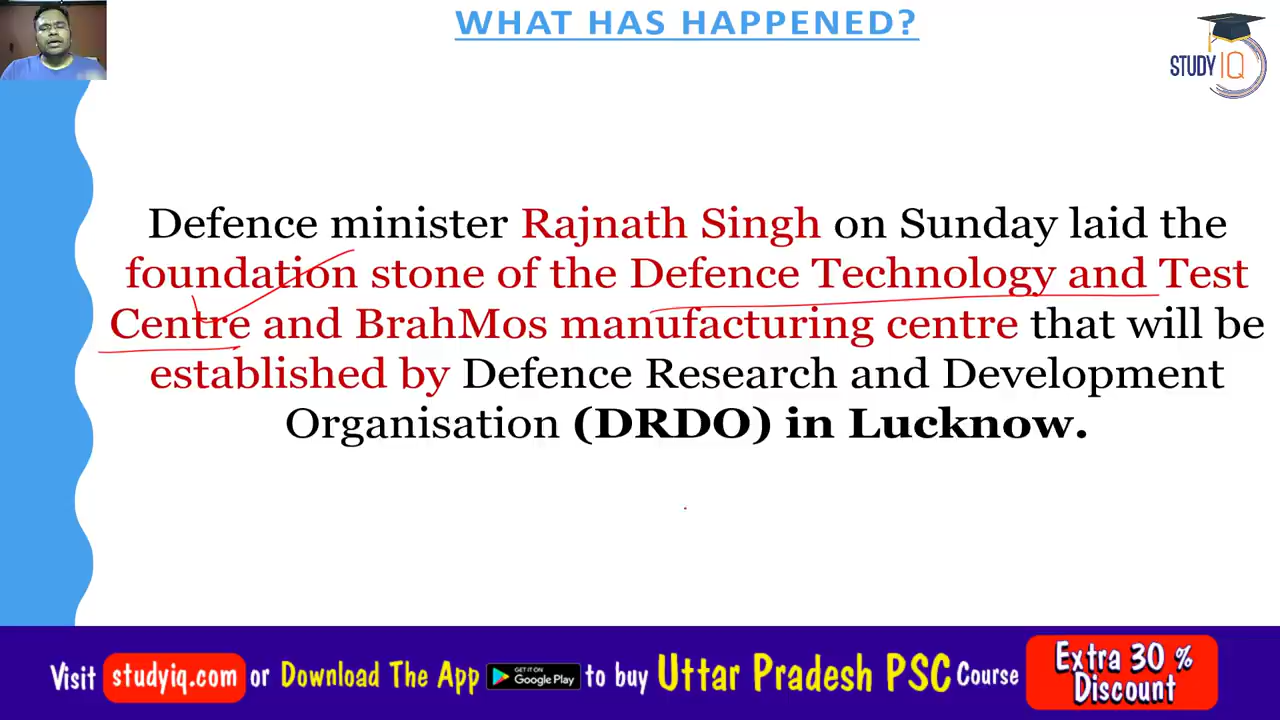 WHAT HAS HAPPENED?
STUDY IQ
Defence minister Rajnath Singh on Sunday laid the
foundation stone of the Defence Technology and Test
Centre and BrahMos manufacturing centre that will be
established by Defence Research and Development
Organisation (DRDO) in Lucknow.
Visit studyiq.com or Download The App GET IT ON Google Play to buy Uttar Pradesh PSC Course
Extra 30 %
Discount